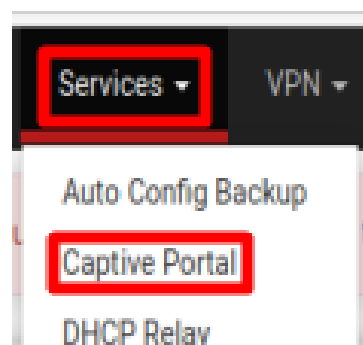 Services VPN
Auto Config Backup
Captive Portal
DHCP Relay